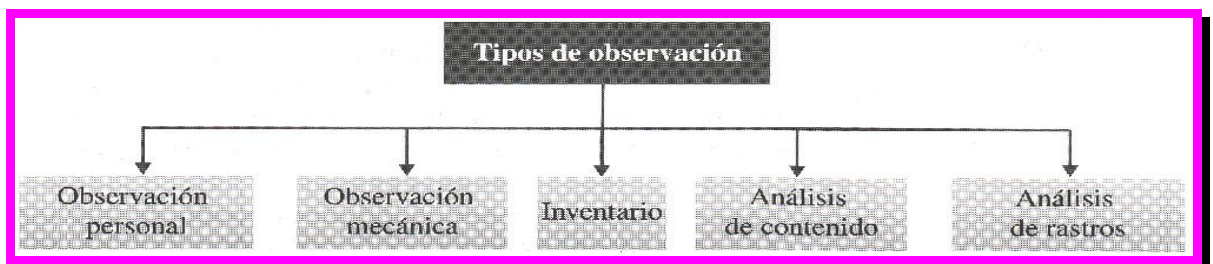 Tipos de observación
Observación
personal
Observación
mecánica
Inventario
Análisis
de contenido
Análisis
de rastros